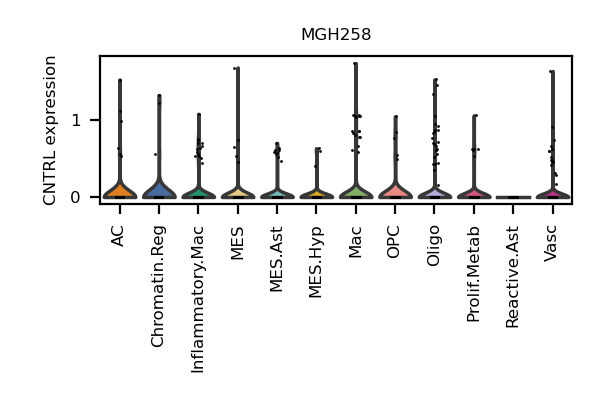 MGH258
CNTRL expression
1
0
AC
Chromatin.Reg
Inflammatory.Mac
MES
MES.Ast
MES.Hyp
Mac
OPC
Oligo
Prolif.Metab
Reactive.Ast
Vasc